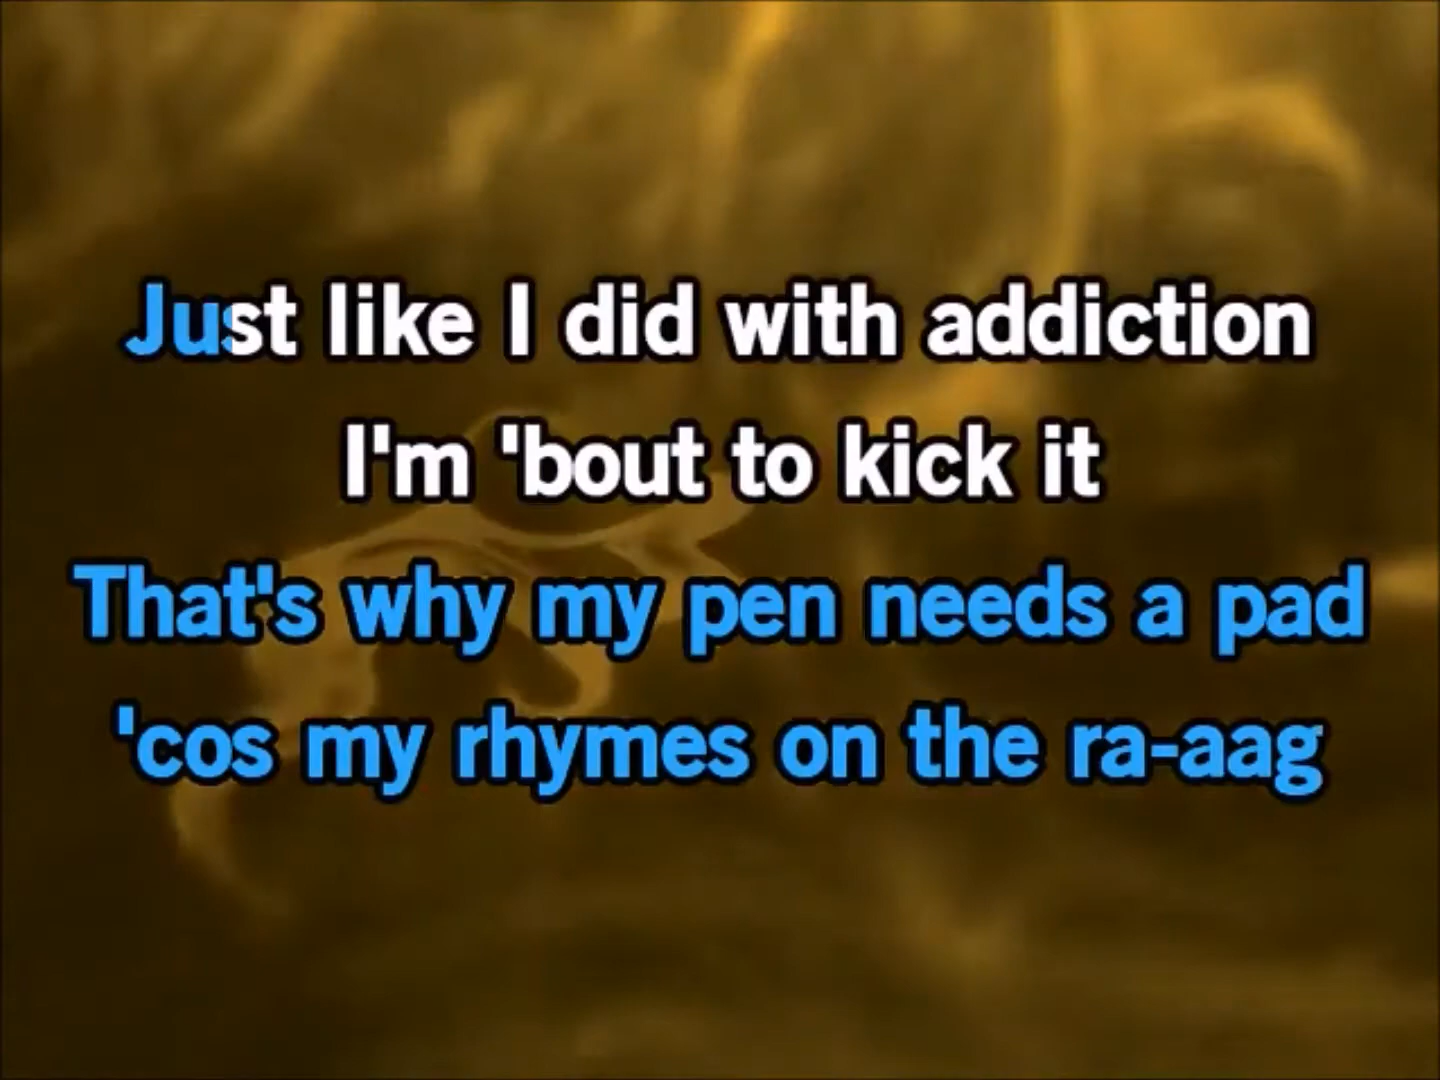 Just like I did with addiction
I'm 'bout to kick it
That's why my pen needs a pad
'cos my rhymes on the ra-aag